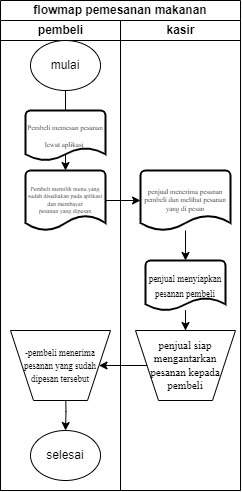 flowmap pemesanan makanan
pembeli
kasir
mulai
Pembeli memesan pesanan
lewat aplikasi
Pembeli memilih menu yang
sudah disediakan pada aplikasi
dan membayar
pesanan yang dipesan
penjual menerima pesanan
pembeli dan melihat pesanan
yang di pesan
penjual menyiapkan
pesanan pembeli
penjual siap
mengantarkan
pesanan kepada
pembeli
-pembeli menerima
pesanan yang sudah
dipesan tersebut
selesai